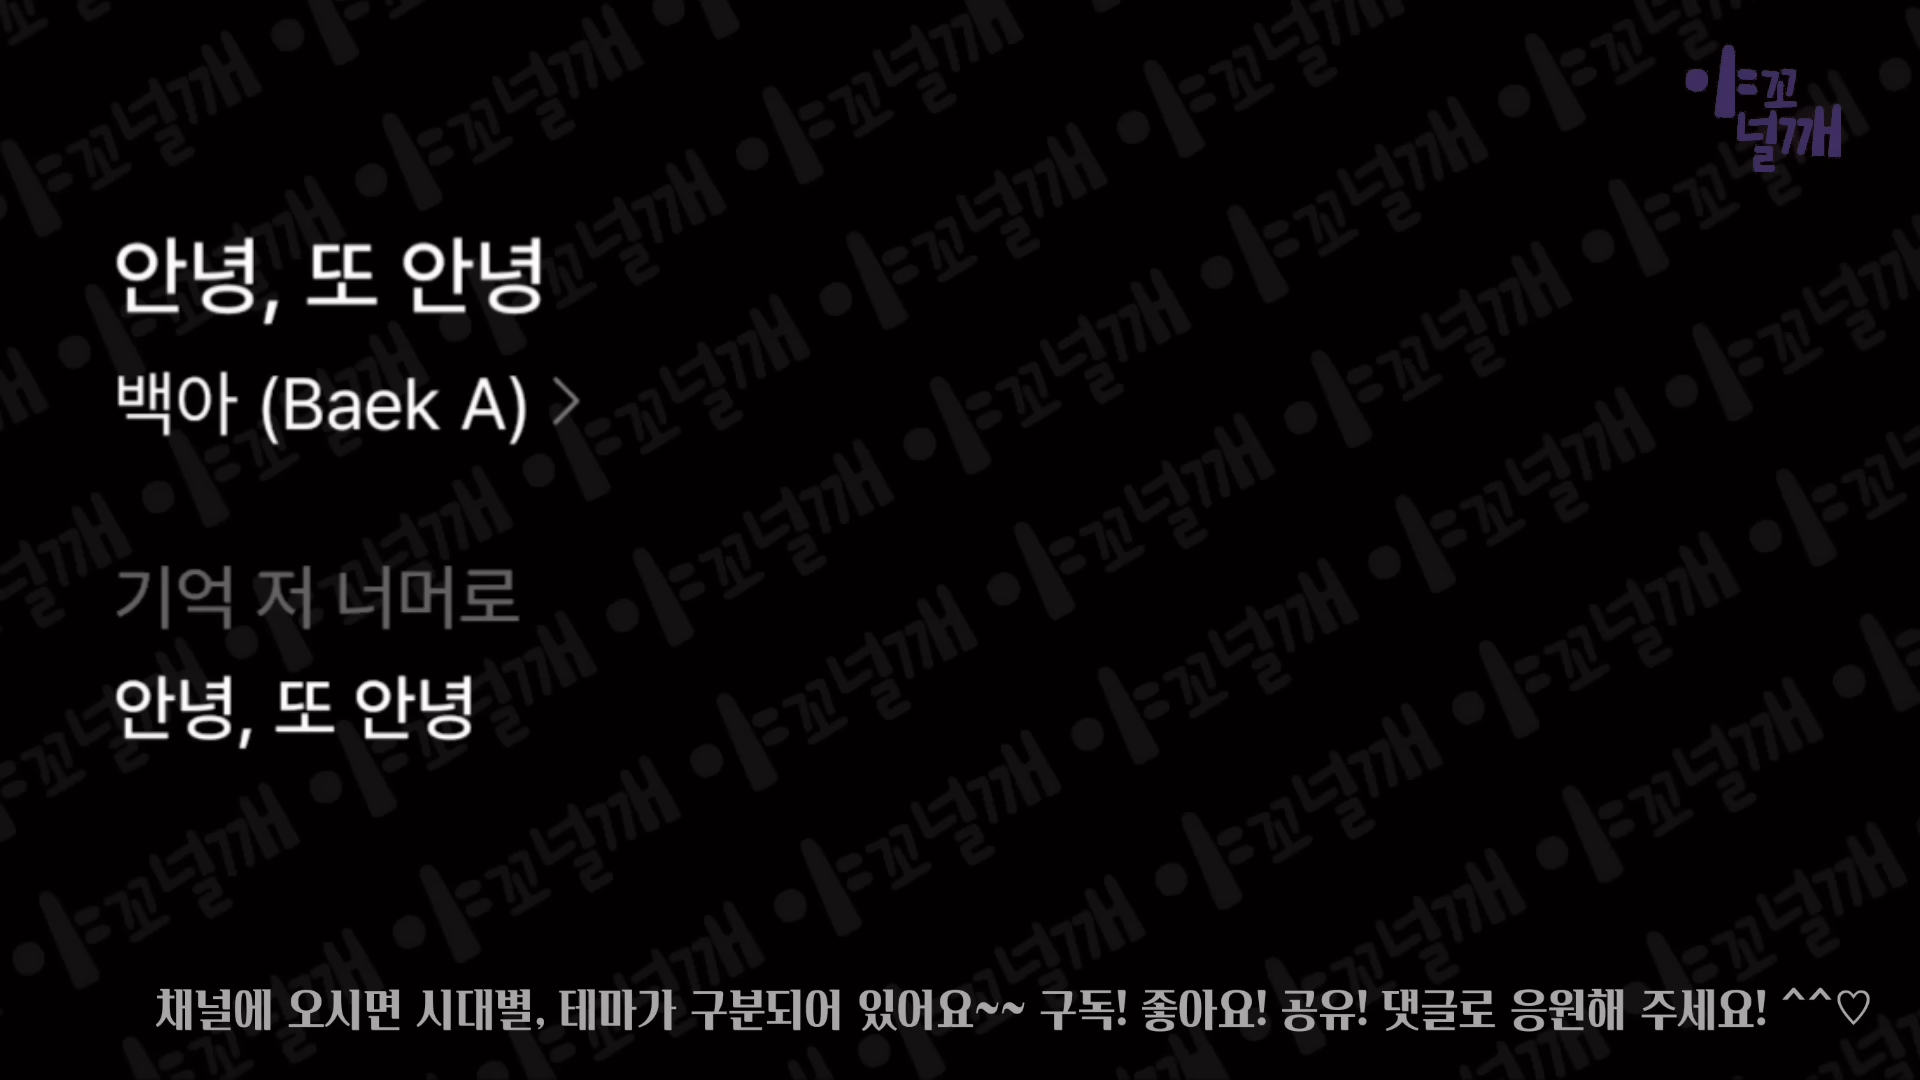 야꼬
널깨
안녕, 또 안녕
백아 (Baek A) >
기억 저 너머로
안녕, 또 안녕
채널에 오시면 시대별, 테마가 구분되어 있어요~~ 구독! 좋아요! 공유! 댓글로 응원해 주세요! ^^♡